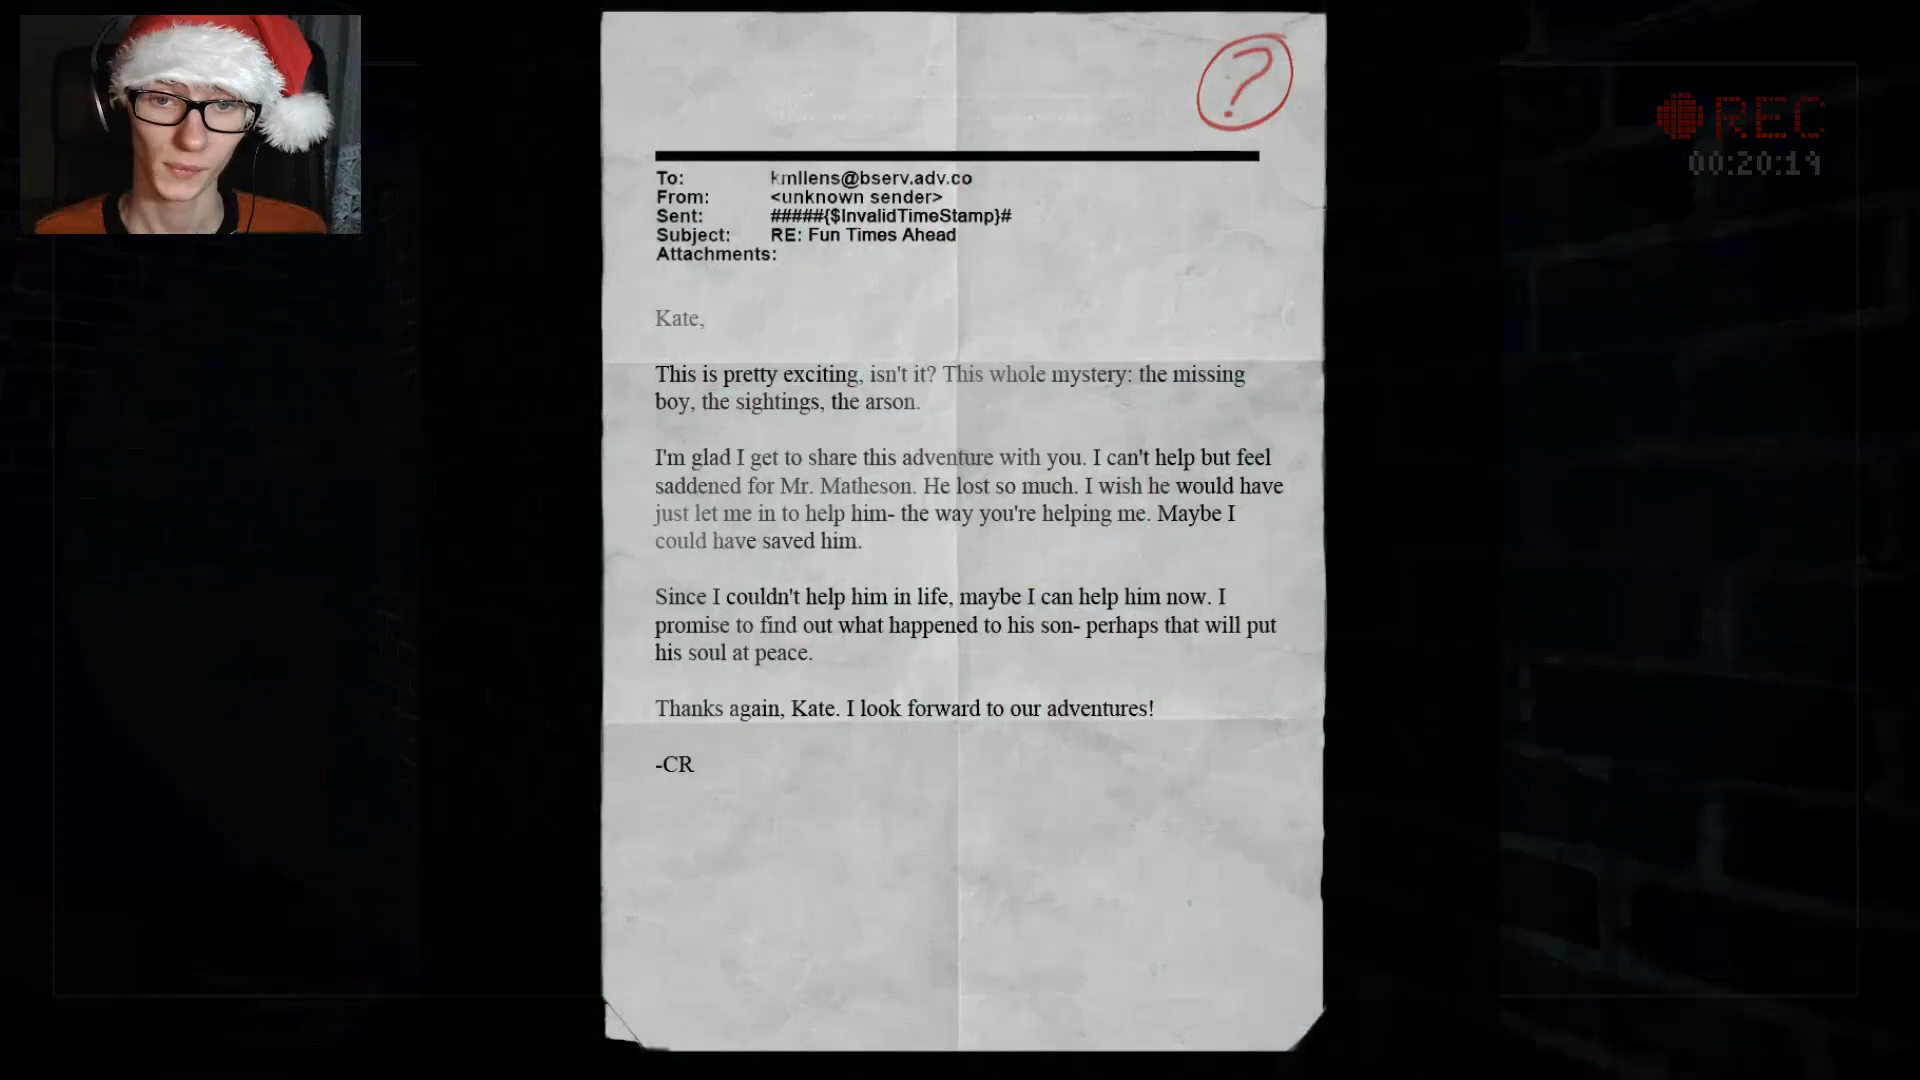 ?
REC
00:20:19
To: kmllens@bserv.adv.co
From: <unknown sender>
Sent: #####{$InvalidTimeStamp}#
Subject: RE: Fun Times Ahead
Attachments:
Kate,
This is pretty exciting, isn't it? This whole mystery: the missing
boy, the sightings, the arson.
I'm glad I get to share this adventure with you. I can't help but feel
saddened for Mr. Matheson. He lost so much. I wish he would have
just let me in to help him- the way you're helping me. Maybe I
could have saved him.
Since I couldn't help him in life, maybe I can help him now. I
promise to find out what happened to his son- perhaps that will put
his soul at peace.
Thanks again, Kate. I look forward to our adventures!
-CR